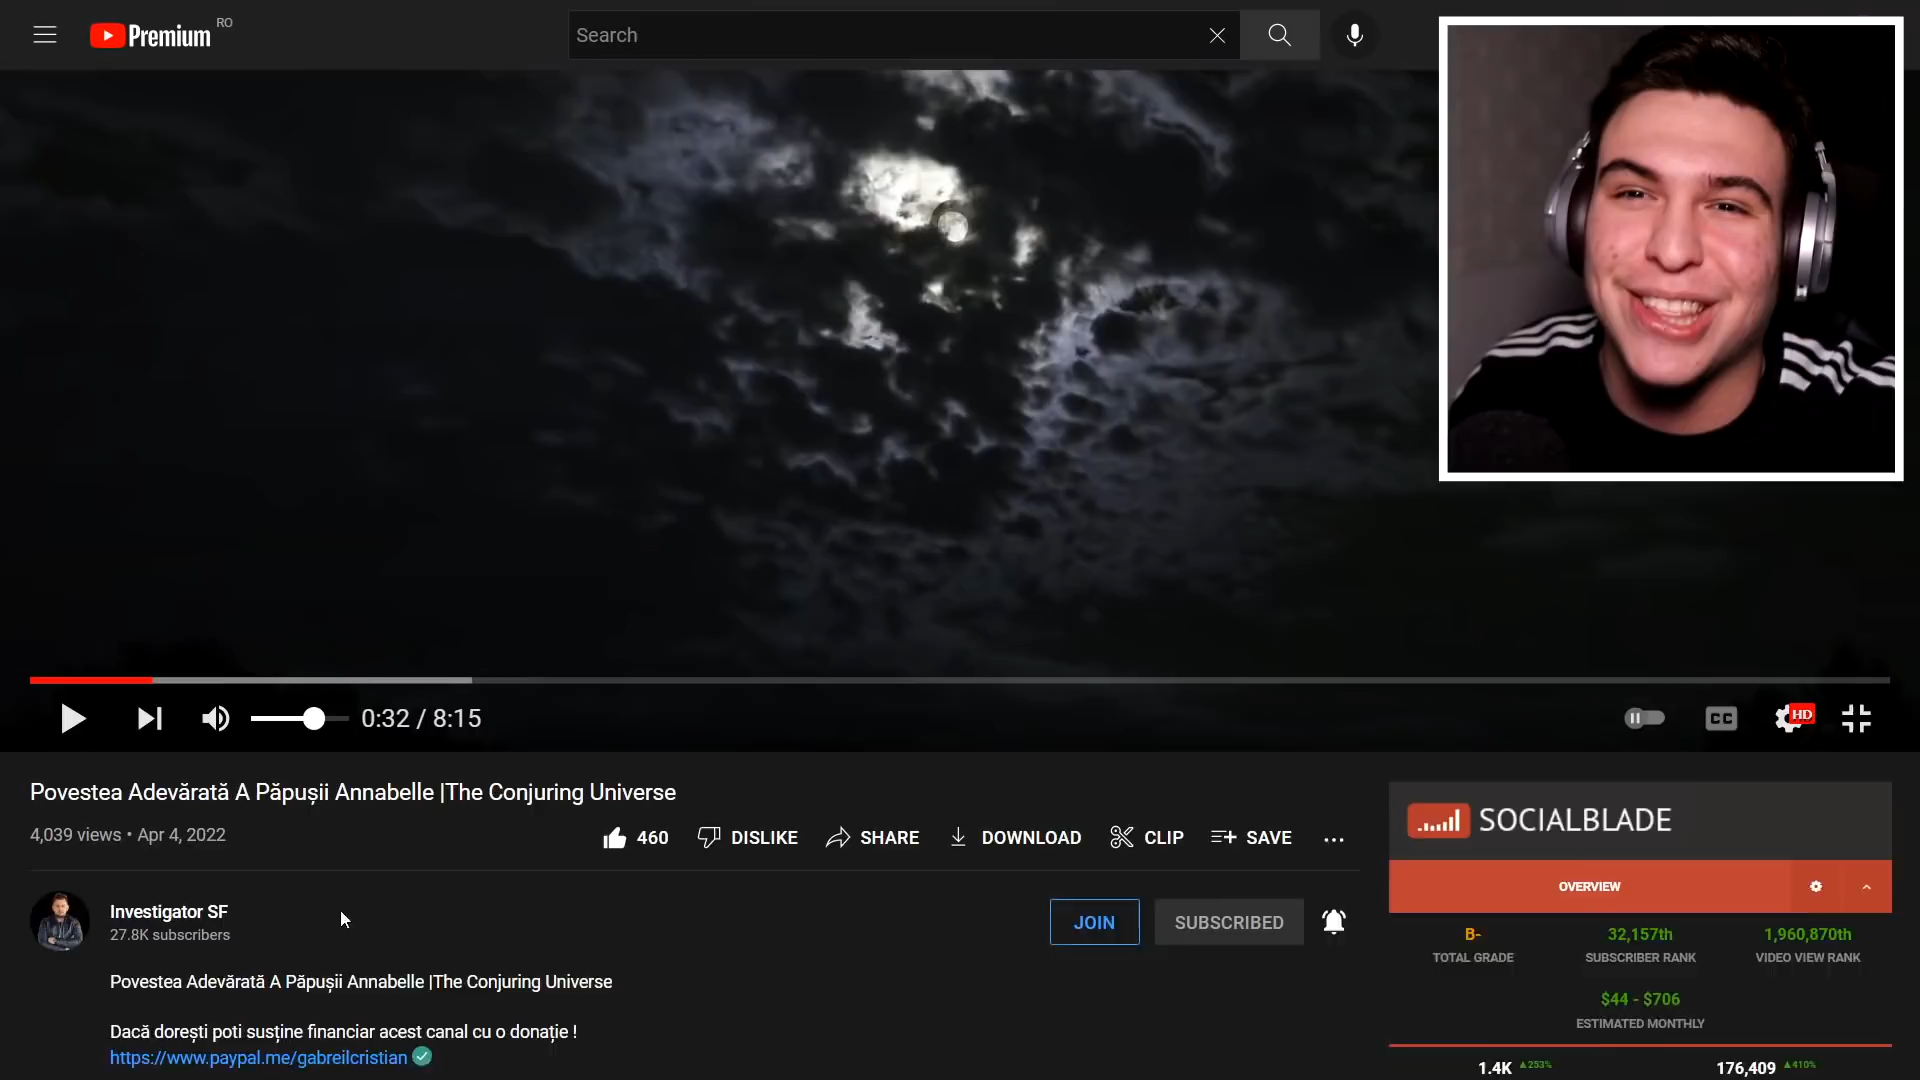 Premium RO
Search
0:32 / 8:15
CC
HD
Povestea Adevărată A Păpușii Annabelle |The Conjuring Universe
4,039 views • Apr 4, 2022
460 DISLIKE SHARE DOWNLOAD CLIP SAVE ...
Investigator SF
27.8K subscribers
JOIN
SUBSCRIBED
Povestea Adevărată A Păpușii Annabelle |The Conjuring Universe
Dacă dorești poti susține financiar acest canal cu o donație !
https://www.paypal.me/gabreilcristian
SOCIALBLADE
OVERVIEW
B- 32,157th 1,960,870th
TOTAL GRADE SUBSCRIBER RANK VIDEO VIEW RANK
$44 - $706
ESTIMATED MONTHLY
1.4K ▲253% 176,409 ▲410%